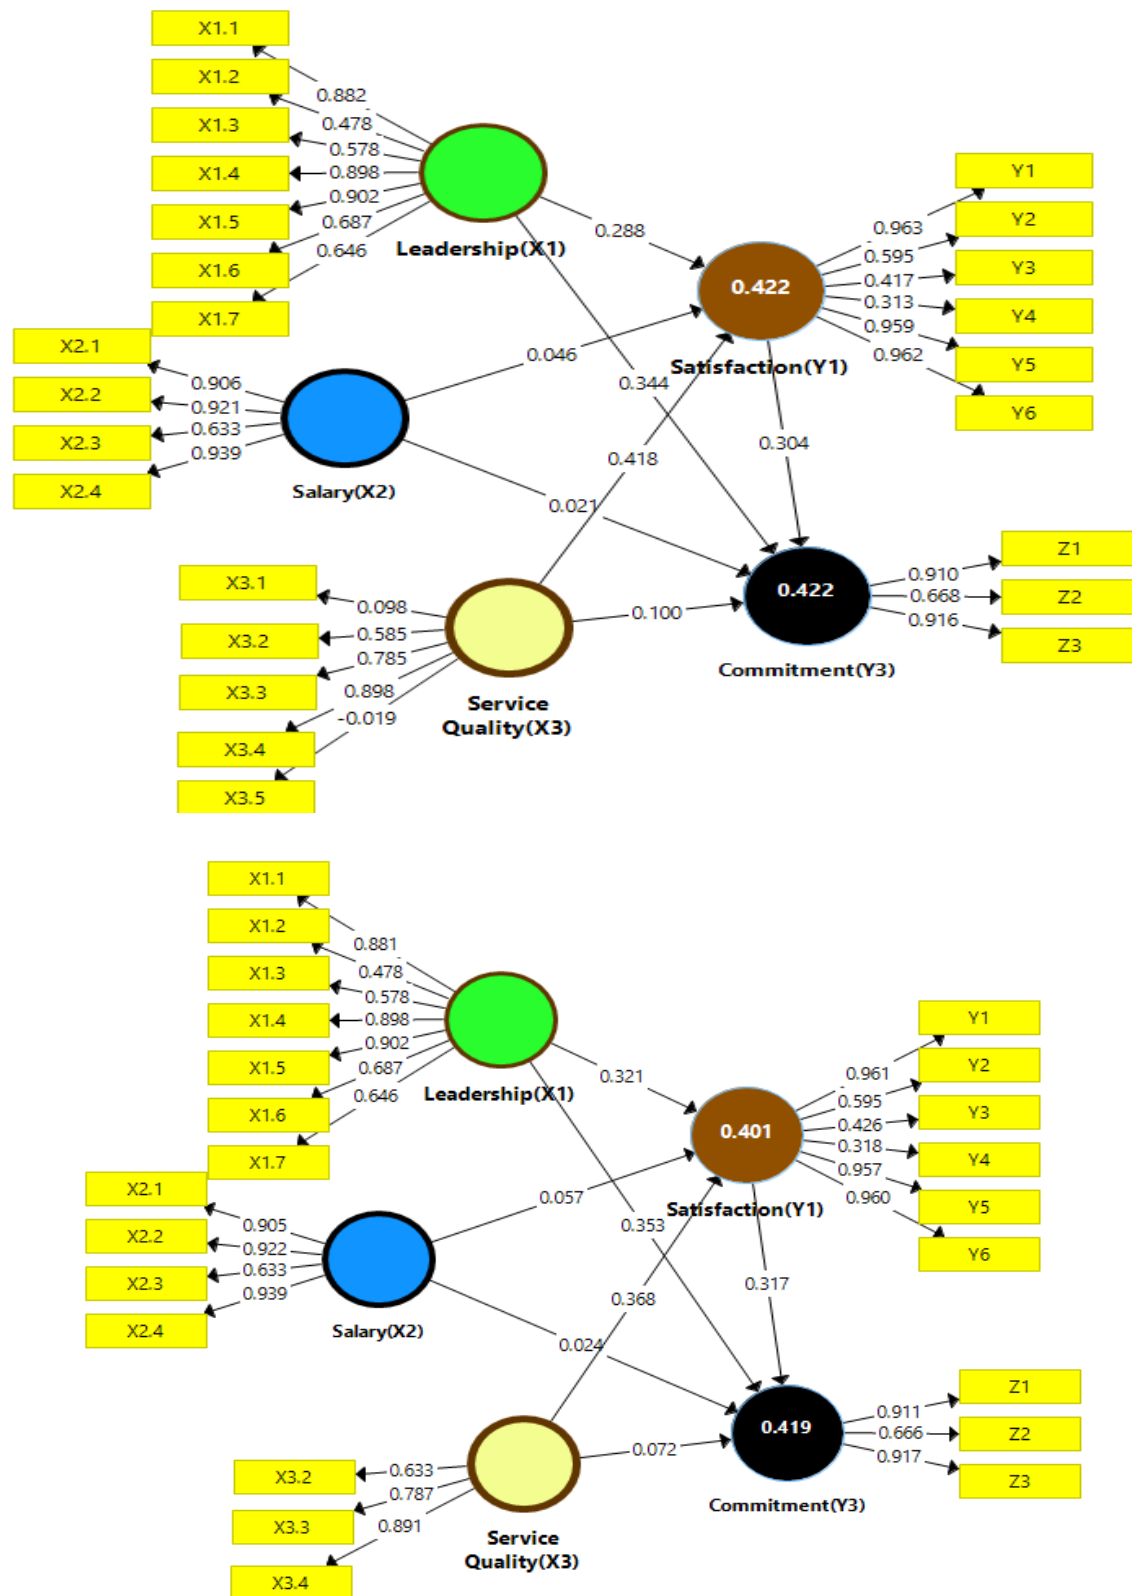 X1.1
X1.2
X1.3
X1.4
X1.5
X1.6
X1.7
0.882
0.478
0.578
0.898
0.902
0.687
0.646
Leadership(X1)
0.288
0.344
X2.1
X2.2
X2.3
X2.4
0.906
0.921
0.633
0.939
Salary(X2)
0.046
0.021
X3.1
X3.2
X3.3
X3.4
X3.5
0.098
0.585
0.785
0.898
-0.019
Service
Quality(X3)
0.418
0.100
0.422
Satisfaction(Y1)
0.304
0.963
0.595
0.417
0.313
0.959
0.962
Y1
Y2
Y3
Y4
Y5
Y6
0.422
Commitment(Y3)
0.910
0.668
0.916
Z1
Z2
Z3
X1.1
X1.2
X1.3
X1.4
X1.5
X1.6
X1.7
0.881
0.478
0.578
0.898
0.902
0.687
0.646
Leadership(X1)
0.321
0.353
X2.1
X2.2
X2.3
X2.4
0.905
0.922
0.633
0.939
Salary(X2)
0.057
0.024
X3.2
X3.3
X3.4
0.633
0.787
0.891
Service
Quality(X3)
0.368
0.072
0.401
Satisfaction(Y1)
0.317
0.961
0.595
0.426
0.318
0.957
0.960
Y1
Y2
Y3
Y4
Y5
Y6
0.419
Commitment(Y3)
0.911
0.666
0.917
Z1
Z2
Z3